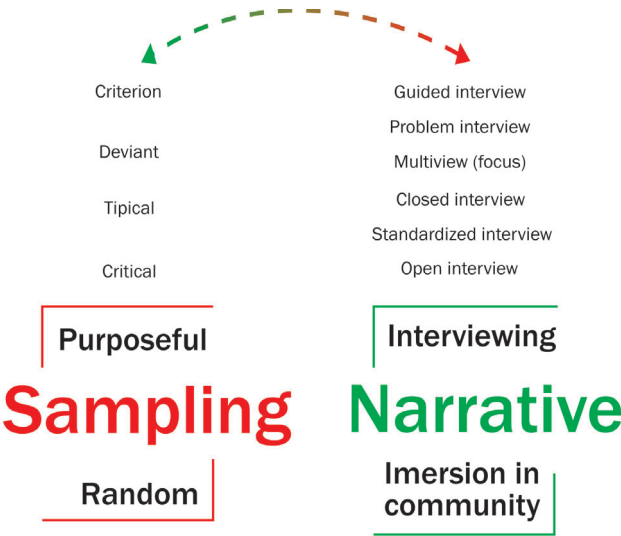 Criterion
Deviant
Tipical
Critical
Purposeful
Sampling
Random
Guided interview
Problem interview
Multiview (focus)
Closed interview
Standardized interview
Open interview
Interviewing
Narrative
Imersion in
community